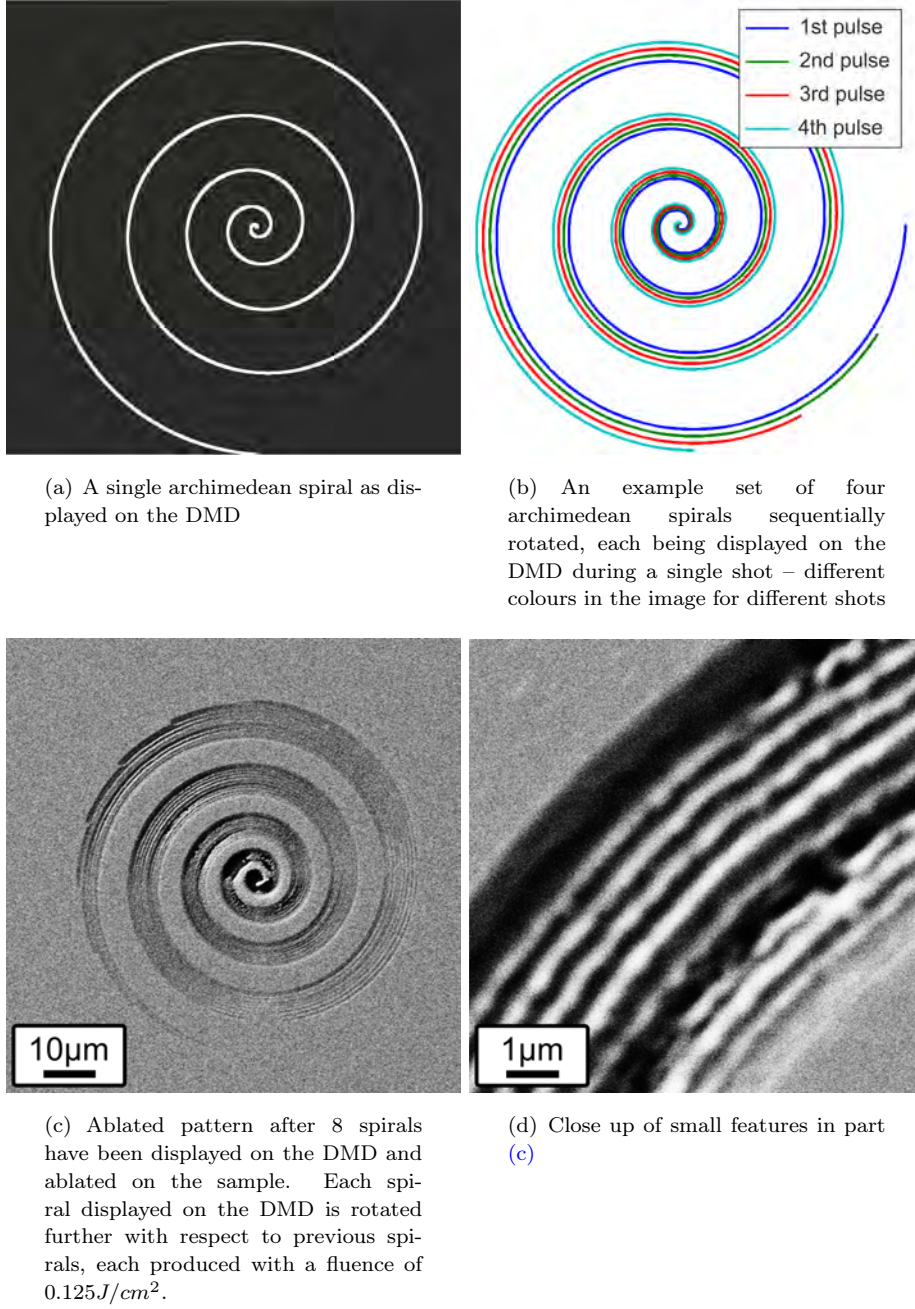 1st pulse
2nd pulse
3rd pulse
4th pulse
(a) A single archimedean spiral as dis-
played on the DMD
(b) An example set of four
archimedean spirals sequentially
rotated, each being displayed on the
DMD during a single shot – different
colours in the image for different shots
10µm
1µm
(c) Ablated pattern after 8 spirals
have been displayed on the DMD and
ablated on the sample. Each spi-
ral displayed on the DMD is rotated
further with respect to previous spi-
rals, each produced with a fluence of
0.125J/cm².
(d) Close up of small features in part
(c)